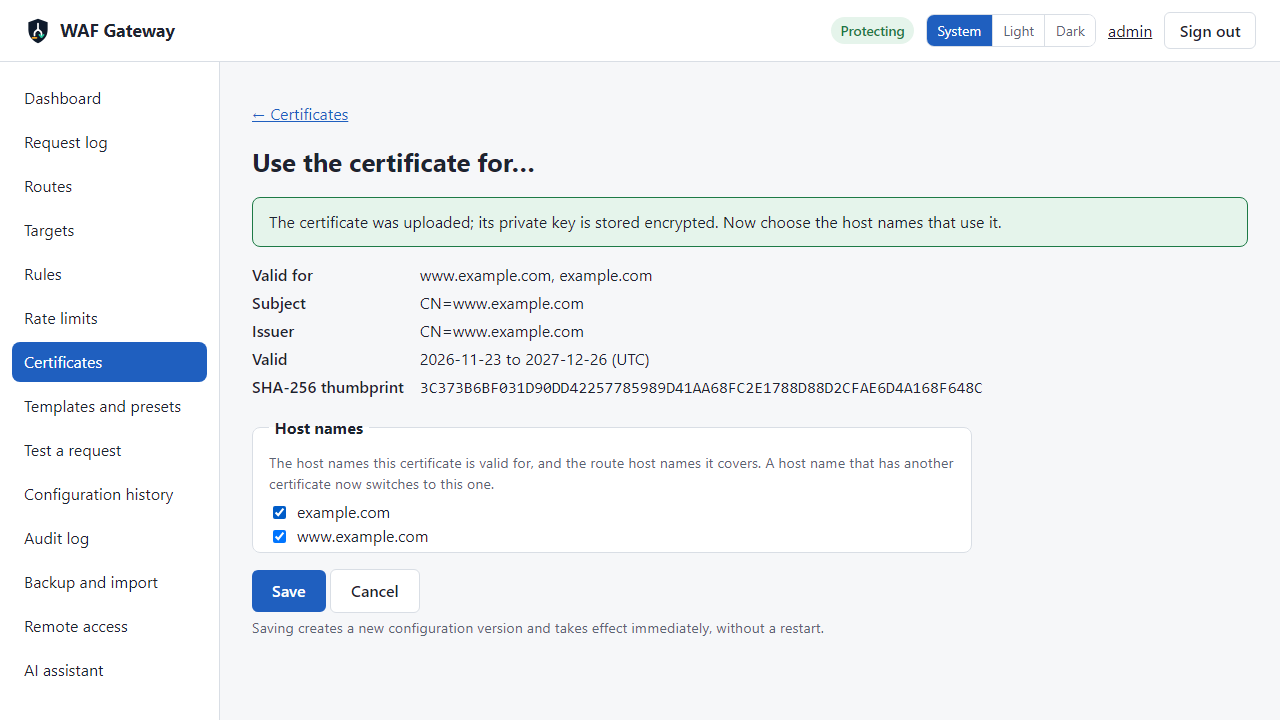 WAF Gateway
Protecting
System
Light
Dark
admin
Sign out
Dashboard
Request log
Routes
Targets
Rules
Rate limits
Certificates
Templates and presets
Test a request
Configuration history
Audit log
Backup and import
Remote access
AI assistant
← Certificates
Use the certificate for…
The certificate was uploaded; its private key is stored encrypted. Now choose the host names that use it.
Valid for www.example.com, example.com
Subject CN=www.example.com
Issuer CN=www.example.com
Valid 2026-11-23 to 2027-12-26 (UTC)
SHA-256 thumbprint 3C373B6BF031D90DD42257785989D41AA68FC2E1788D88D2CFAE6D4A168F648C
Host names
The host names this certificate is valid for, and the route host names it covers. A host name that has another
certificate now switches to this one.
example.com
www.example.com
Save
Cancel
Saving creates a new configuration version and takes effect immediately, without a restart.